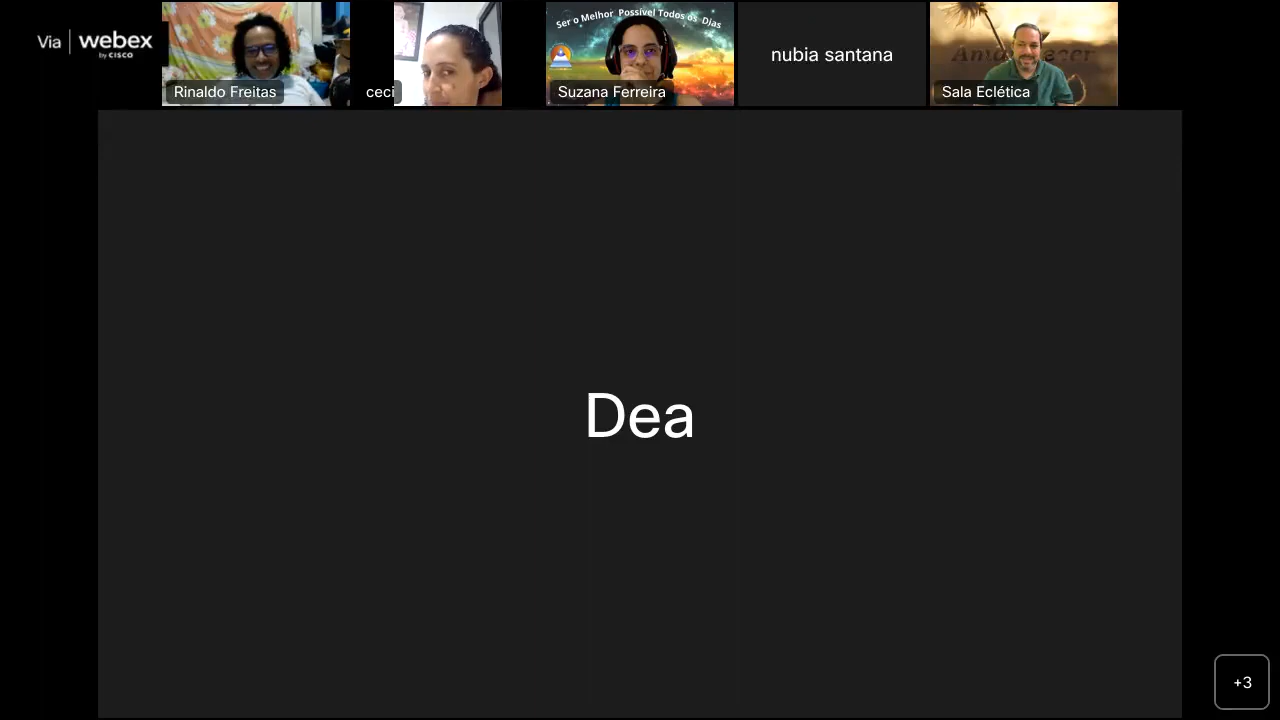 Via webex
by CISCO
Rinaldo Freitas
ceci
Ser o Melhor Possível Todos os Dias
Suzana Ferreira
nubia santana
Sala Eclética
Dea
+3